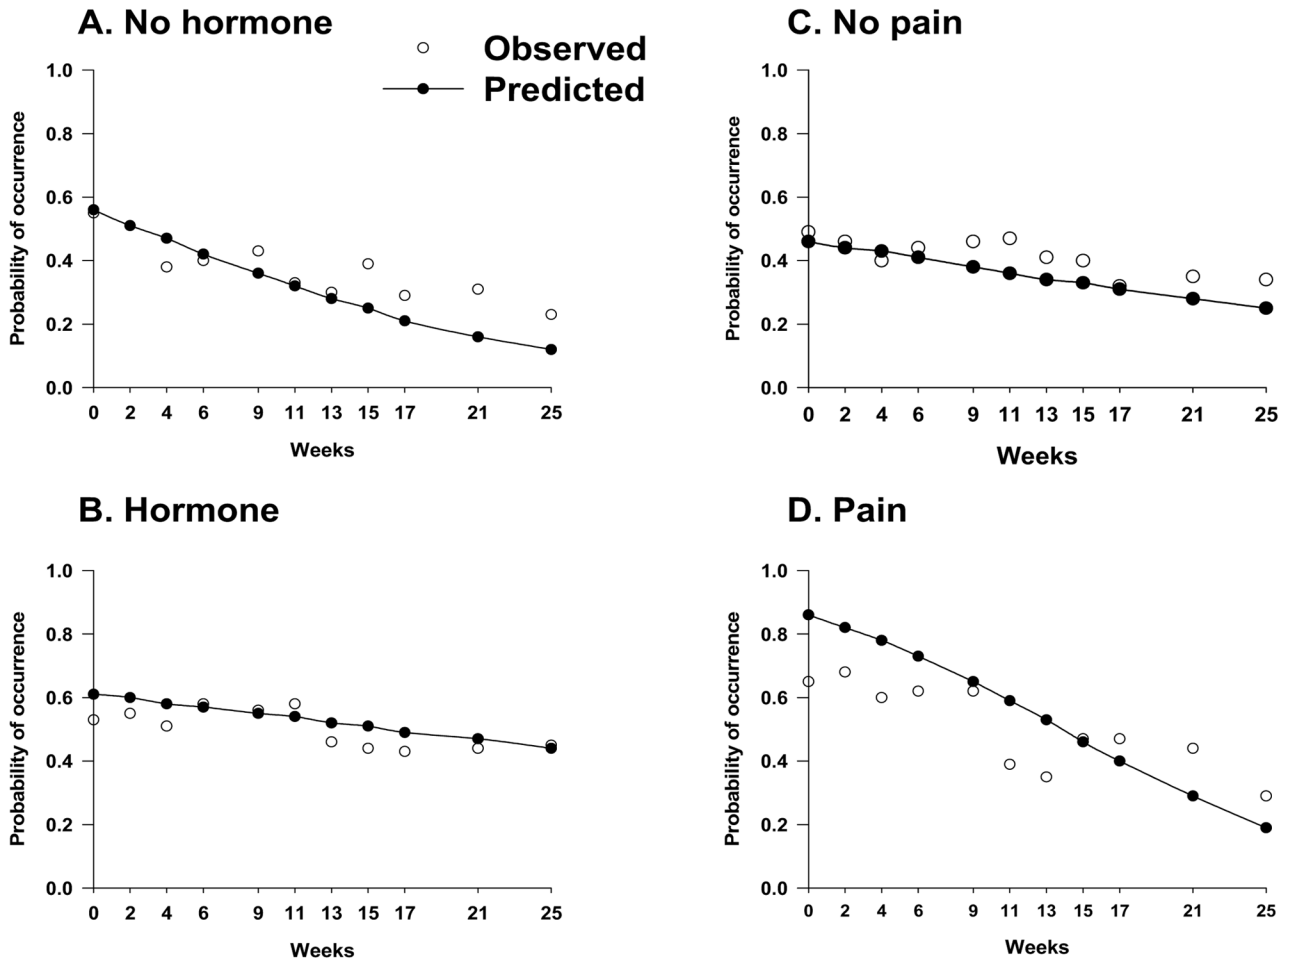 A. No hormone
Observed
Predicted
1.0
0.8
0.6
0.4
0.2
0.0
Probability of occurrence
0 2 4 6 9 11 13 15 17 21 25
Weeks
C. No pain
1.0
0.8
0.6
0.4
0.2
0.0
Probability of occurrence
0 2 4 6 9 11 13 15 17 21 25
Weeks
B. Hormone
1.0
0.8
0.6
0.4
0.2
0.0
Probability of occurrence
0 2 4 6 9 11 13 15 17 21 25
Weeks
D. Pain
1.0
0.8
0.6
0.4
0.2
0.0
Probability of occurrence
0 2 4 6 9 11 13 15 17 21 25
Weeks